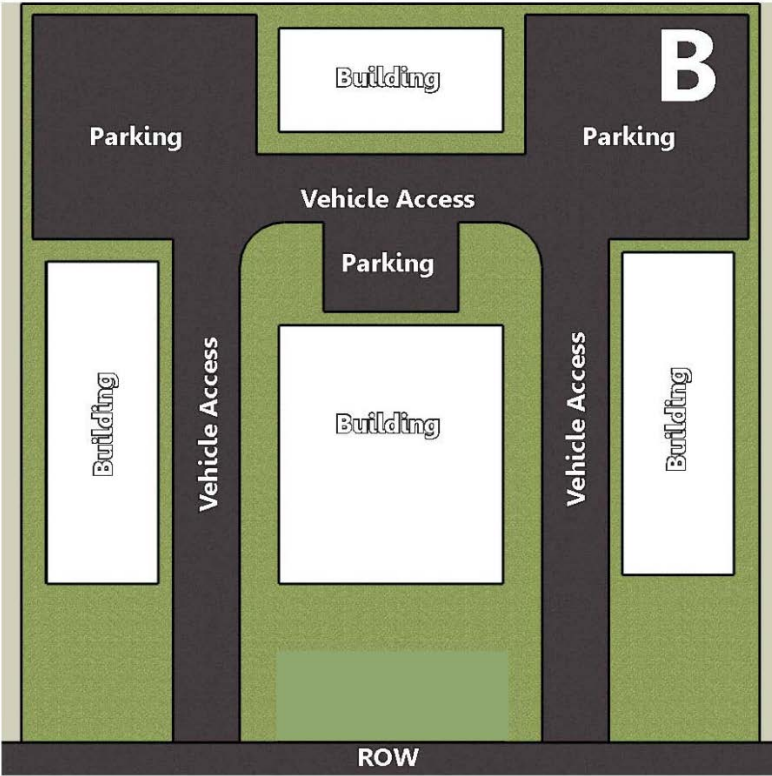 B
Building
Parking
Parking
Vehicle Access
Parking
Building
Vehicle Access
Building
Vehicle Access
Building
ROW